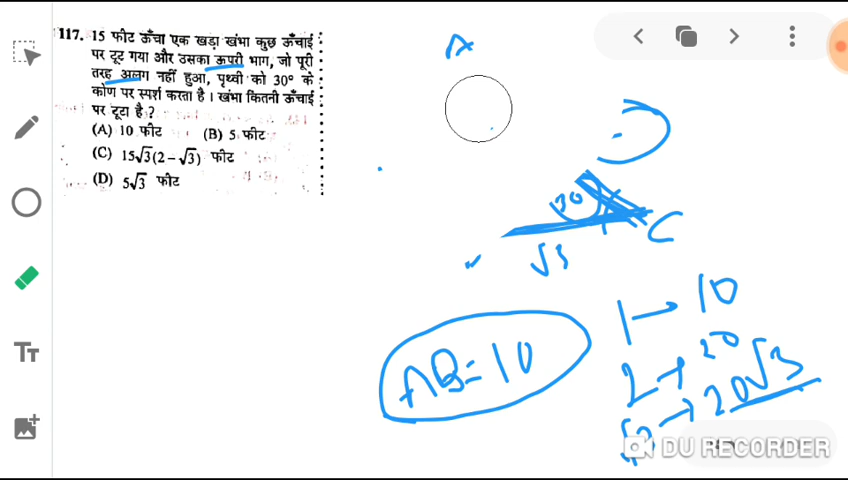 117. 15 फीट ऊँचा एक खड़ा खंभा कुछ ऊँचाई
पर टूट गया और उसका ऊपरी भाग, जो पूरी
तरह अलग नहीं हुआ, पृथ्वी को 30° के
कोण पर स्पर्श करता है । खंभा कितनी ऊँचाई
पर टूटा है ?
(A) 10 फीट (B) 5 फीट
(C) 15√3(2 – √3) फीट
(D) 5√3 फीट
A
30
C
√3
AB = 10
1 → 10
2 → 20
→ 20√3
Tт
DU RECORDER